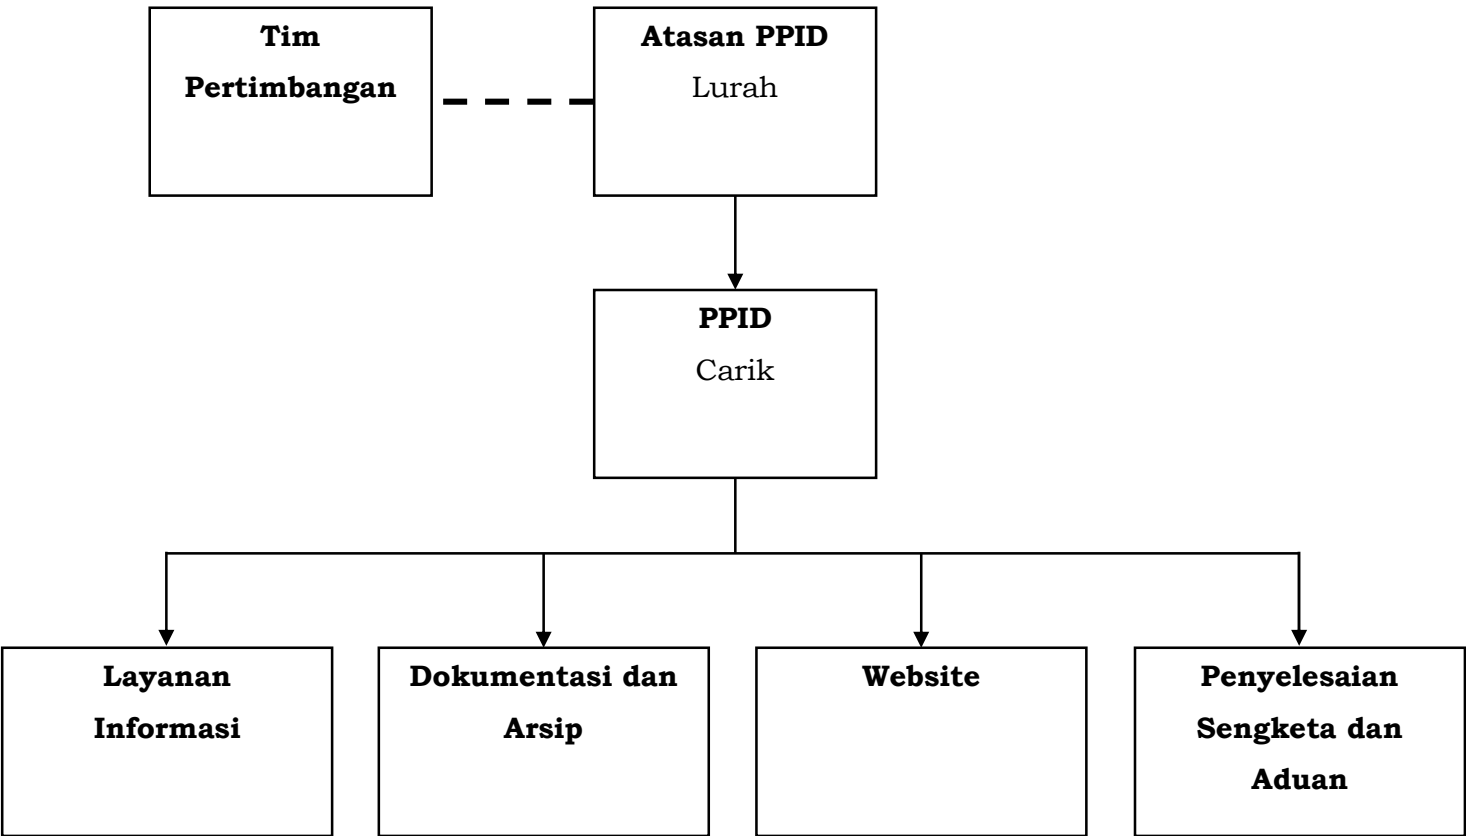 Tim
Pertimbangan
Atasan PPID
Lurah
PPID
Carik
Layanan
Informasi
Dokumentasi dan
Arsip
Website
Penyelesaian
Sengketa dan
Aduan